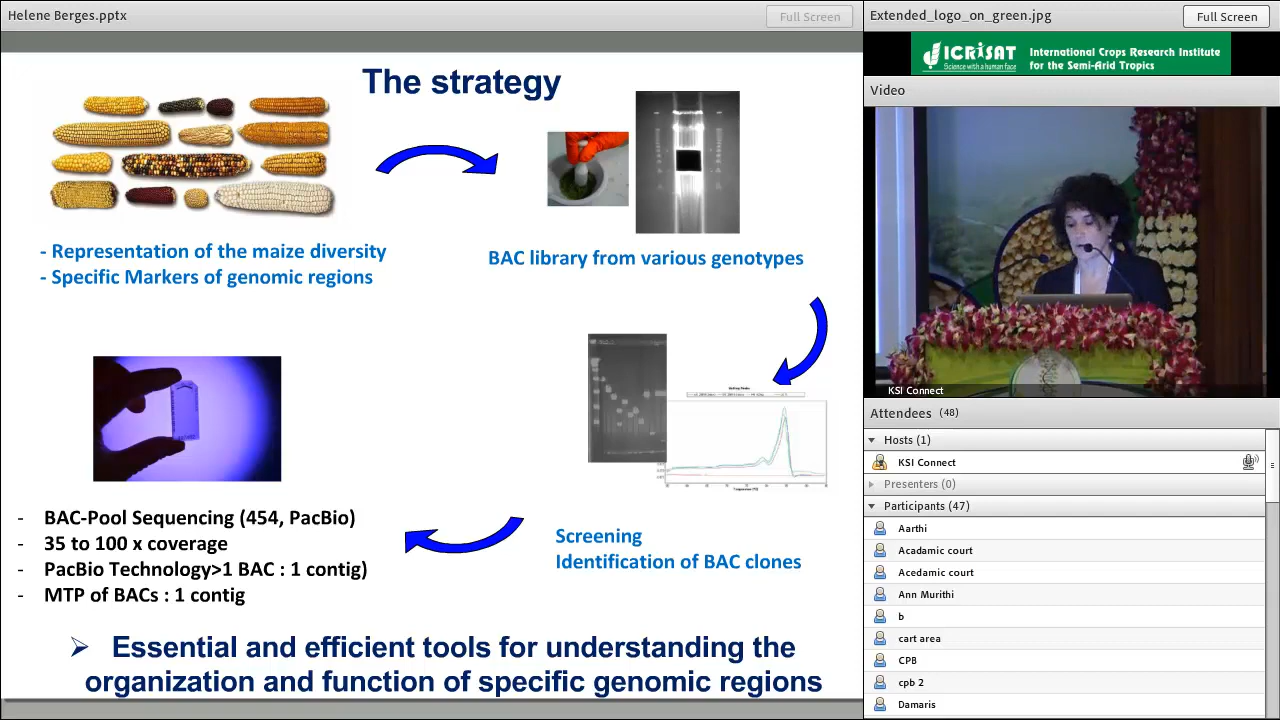 Helene Berges.pptx
Full Screen
The strategy
- Representation of the maize diversity
- Specific Markers of genomic regions
BAC library from various genotypes
Screening
Identification of BAC clones
- BAC-Pool Sequencing (454, PacBio)
- 35 to 100 x coverage
- PacBio Technology>1 BAC : 1 contig)
- MTP of BACs : 1 contig
Essential and efficient tools for understanding the
organization and function of specific genomic regions
Extended_logo_on_green.jpg
Full Screen
ICRISAT
Science with a human face
International Crops Research Institute
for the Semi-Arid Tropics
Video
KSI Connect
Attendees (48)
Hosts (1)
KSI Connect
Presenters (0)
Participants (47)
Aarthi
Acadamic court
Acedamic court
Ann Murithi
b
cart area
CPB
cpb 2
Damaris